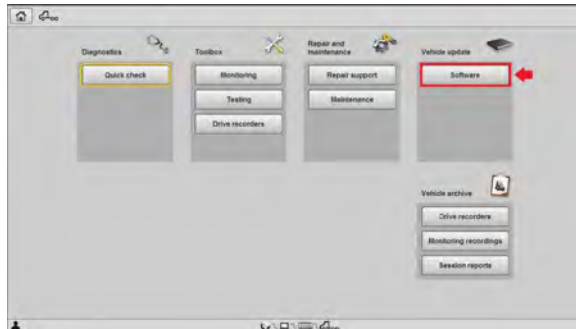 Diagnostics
Quick check
Toolbox
Monitoring
Testing
Drive recorders
Repair and
maintenance
Repair support
Maintenance
Vehicle update
Software
Vehicle archive
Drive recorders
Monitoring recordings
Session reports